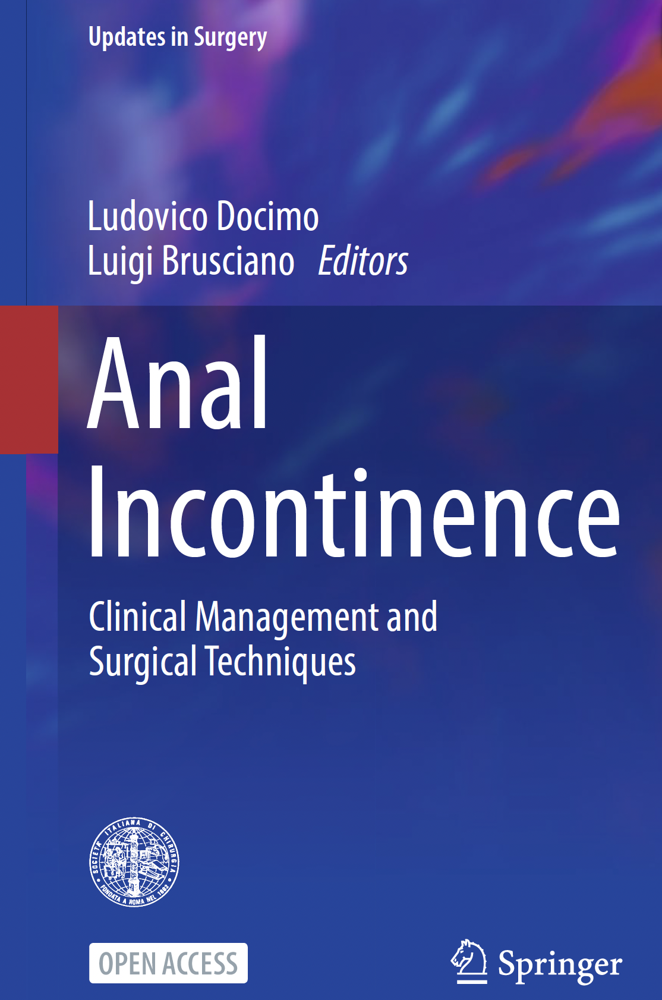 Updates in Surgery
Ludovico Docimo
Luigi Brusciano Editors
Anal
Incontinence
Clinical Management and
Surgical Techniques
SOCIETÀ ITALIANA DI CHIRURGIA
FONDATA A ROMA NEL 1882
OPEN ACCESS
Springer